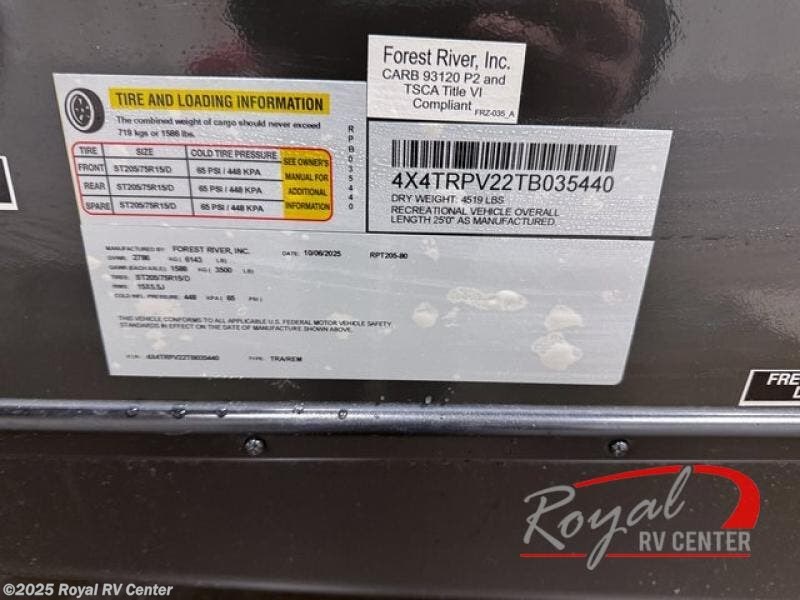 Forest River, Inc.
CARB 93120 P2 and
TSCA Title VI
Compliant
FRZ-035_A
TIRE AND LOADING INFORMATION
The combined weight of cargo should never exceed
719 kgs or 1586 lbs.
TIRE SIZE COLD TIRE PRESSURE SEE OWNER'S MANUAL FOR ADDITIONAL INFORMATION
FRONT ST205/75R15/D 65 PSI / 448 KPA
REAR ST205/75R15/D 65 PSI / 448 KPA
SPARE ST205/75R15/D 65 PSI / 448 KPA
RPB035440
4X4TRPV22TB035440
DRY WEIGHT: 4519 LBS
RECREATIONAL VEHICLE OVERALL
LENGTH 25'0" AS MANUFACTURED.
MANUFACTURED BY: FOREST RIVER, INC. DATE: 10/06/2025 RPT205-80
GVWR: 2786 KG ( 6143 LB)
GAWR (EACH AXLE): 1588 KG ( 3500 LB)
TIRES: ST205/75R15/D
RIMS: 15X5.5J
COLD INFL. PRESSURE: 448 KPA ( 65 PSI )
THIS VEHICLE CONFORMS TO ALL APPLICABLE U.S. FEDERAL MOTOR VEHICLE SAFETY
STANDARDS IN EFFECT ON THE DATE OF MANUFACTURE SHOWN ABOVE.
V.I.N.: 4X4TRPV22TB035440 TYPE: TRA/REM
FRE
Royal
RV CENTER
©2025 Royal RV Center